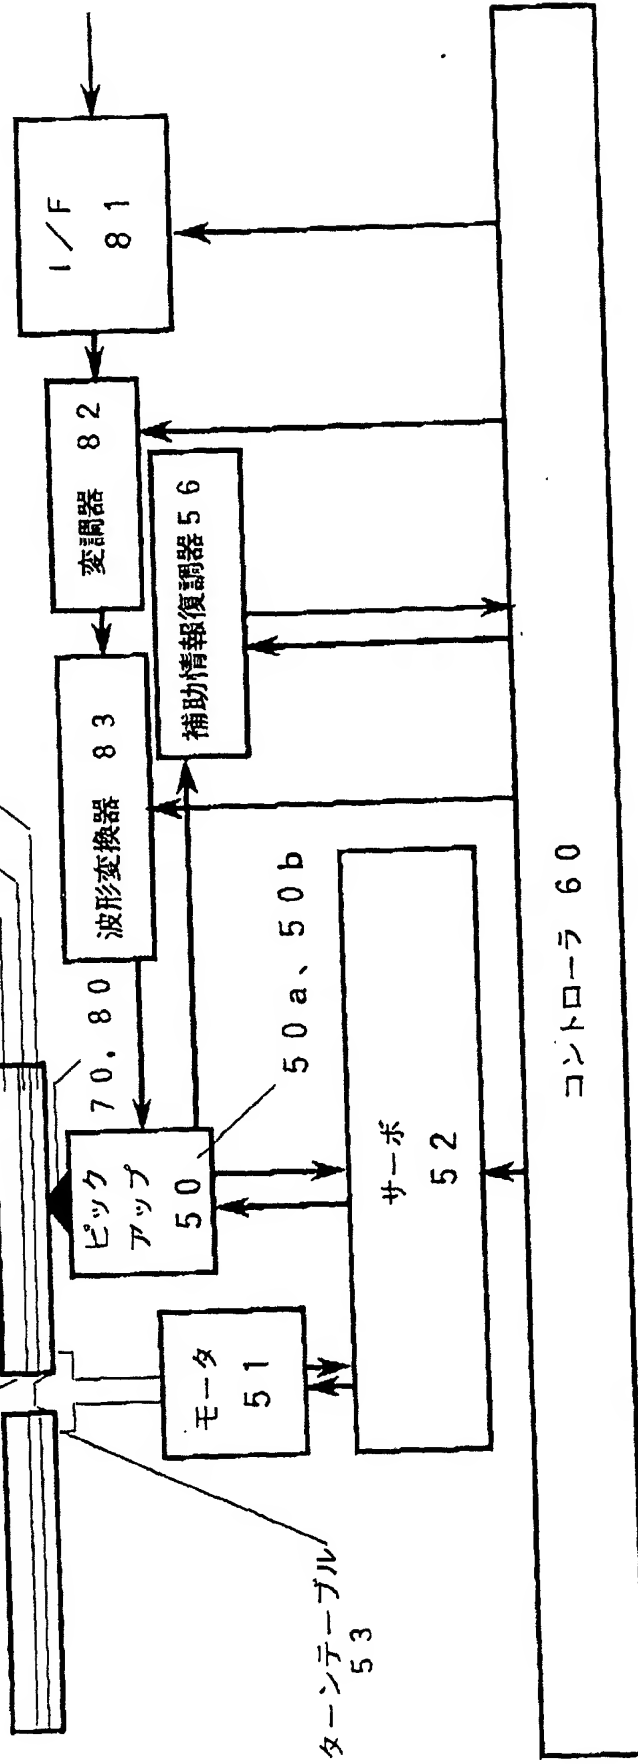 I／F
81
変調器 82
補助情報復調器56
波形変換器 83
70，80
50a、50b
ピック
アップ
50
サーボ
52
モータ
51
ターンテーブル
53
コントローラ 60